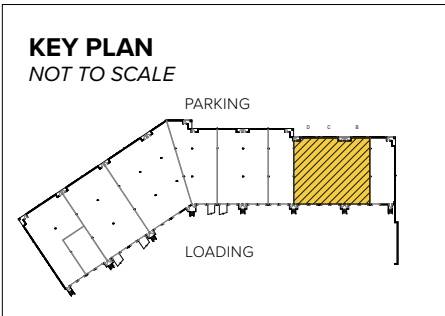 KEY PLAN
NOT TO SCALE
PARKING
D C B
LOADING